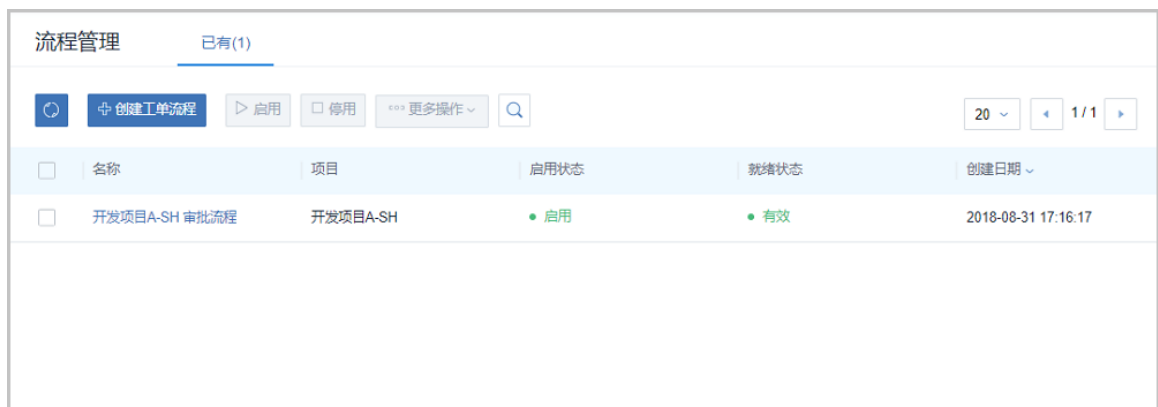 流程管理 已有(1)
创建工单流程 启用 停用 更多操作 20 1 / 1
名称 项目 启用状态 就绪状态 创建日期
开发项目A-SH 审批流程 开发项目A-SH 启用 有效 2018-08-31 17:16:17